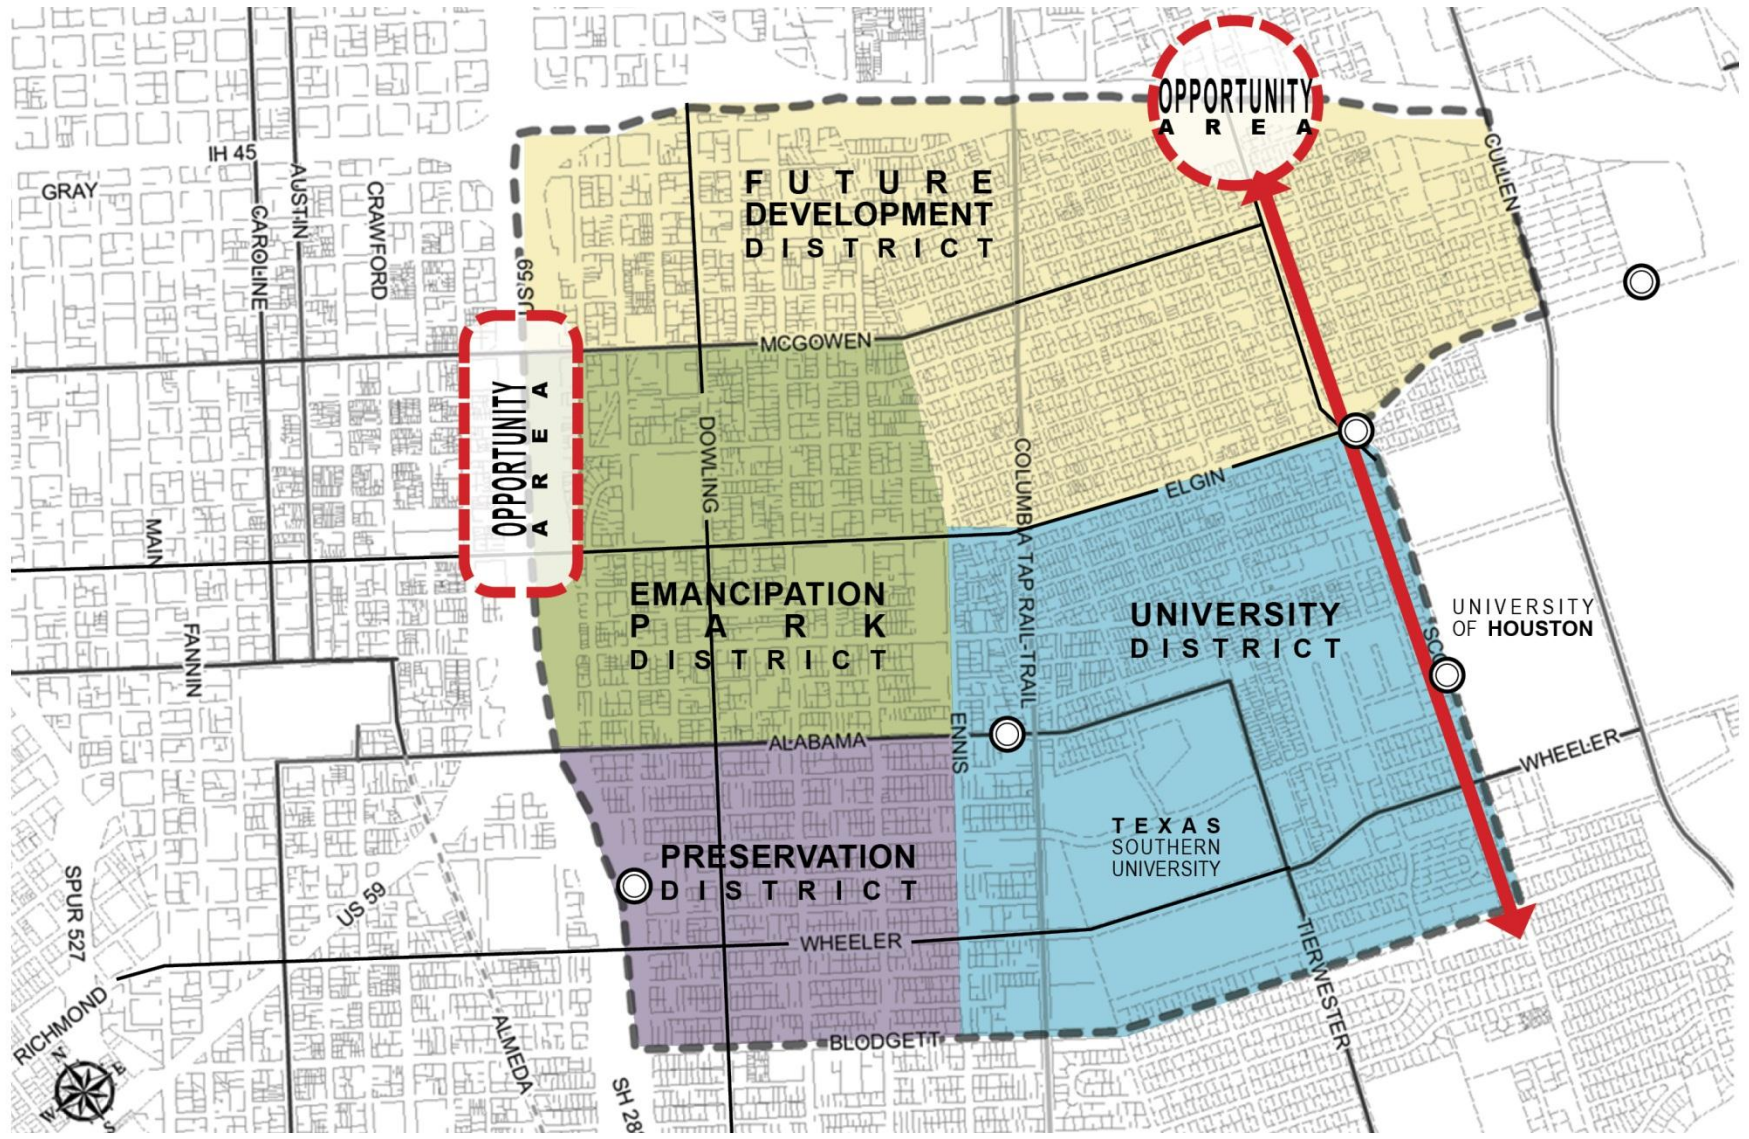 OPPORTUNITY
AREA
IH 45
GRAY
CAROLINE
AUSTIN
CRAWFORD
CULLEN
FUTURE
DEVELOPMENT
DISTRICT
US 59
MCGOWEN
OPPORTUNITY
AREA
DOWLING
COLUMBIA TAP RAIL-TRAIL
ELGIN
MAIN
FANNIN
EMANCIPATION
PARK
DISTRICT
UNIVERSITY
DISTRICT
UNIVERSITY
OF HOUSTON
ENNIS
ALABAMA
WHEELER
TEXAS
SOUTHERN
UNIVERSITY
PRESERVATION
DISTRICT
SPUR 527
US 59
WHEELER
TIERWESTER
RICHMOND
ALMEDA
BLODGETT
N
E
W
S